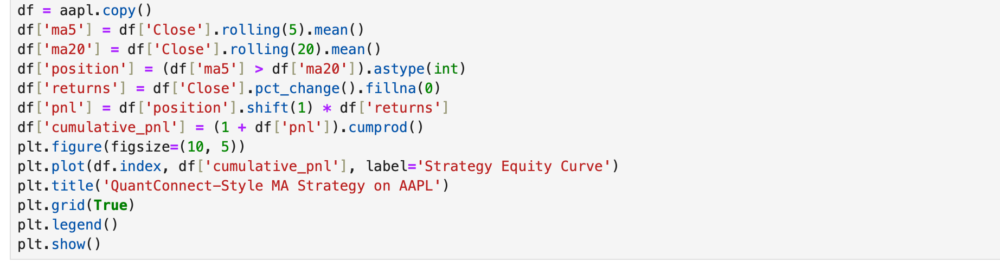 df = aapl.copy()
df['ma5'] = df['Close'].rolling(5).mean()
df['ma20'] = df['Close'].rolling(20).mean()
df['position'] = (df['ma5'] > df['ma20']).astype(int)
df['returns'] = df['Close'].pct_change().fillna(0)
df['pnl'] = df['position'].shift(1) * df['returns']
df['cumulative_pnl'] = (1 + df['pnl']).cumprod()
plt.figure(figsize=(10, 5))
plt.plot(df.index, df['cumulative_pnl'], label='Strategy Equity Curve')
plt.title('QuantConnect-Style MA Strategy on AAPL')
plt.grid(True)
plt.legend()
plt.show()